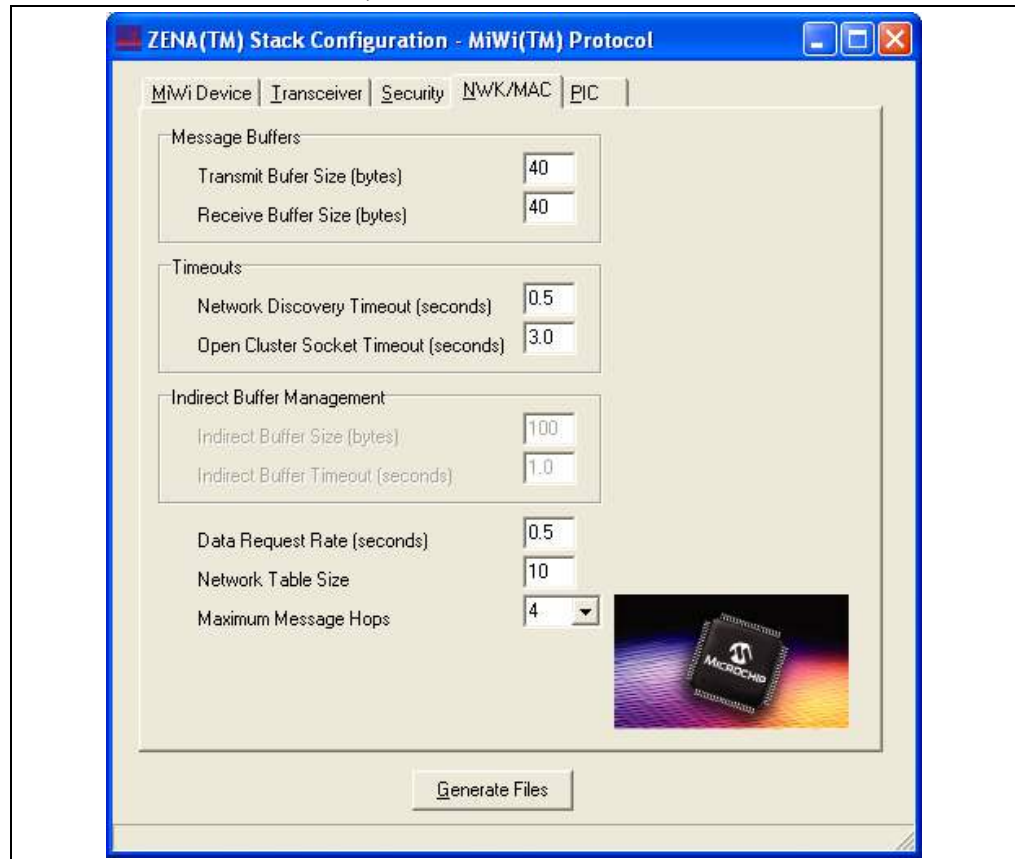 ZENA(TM) Stack Configuration - MiWi(TM) Protocol
MiWi Device Transceiver Security NWK/MAC PIC
Message Buffers
Transmit Bufer Size (bytes) 40
Receive Buffer Size (bytes) 40
Timeouts
Network Discovery Timeout (seconds) 0.5
Open Cluster Socket Timeout (seconds) 3.0
Indirect Buffer Management
Indirect Buffer Size (bytes) 100
Indirect Buffer Timeout (seconds) 1.0
Data Request Rate (seconds) 0.5
Network Table Size 10
Maximum Message Hops 4
MICROCHIP
Generate Files